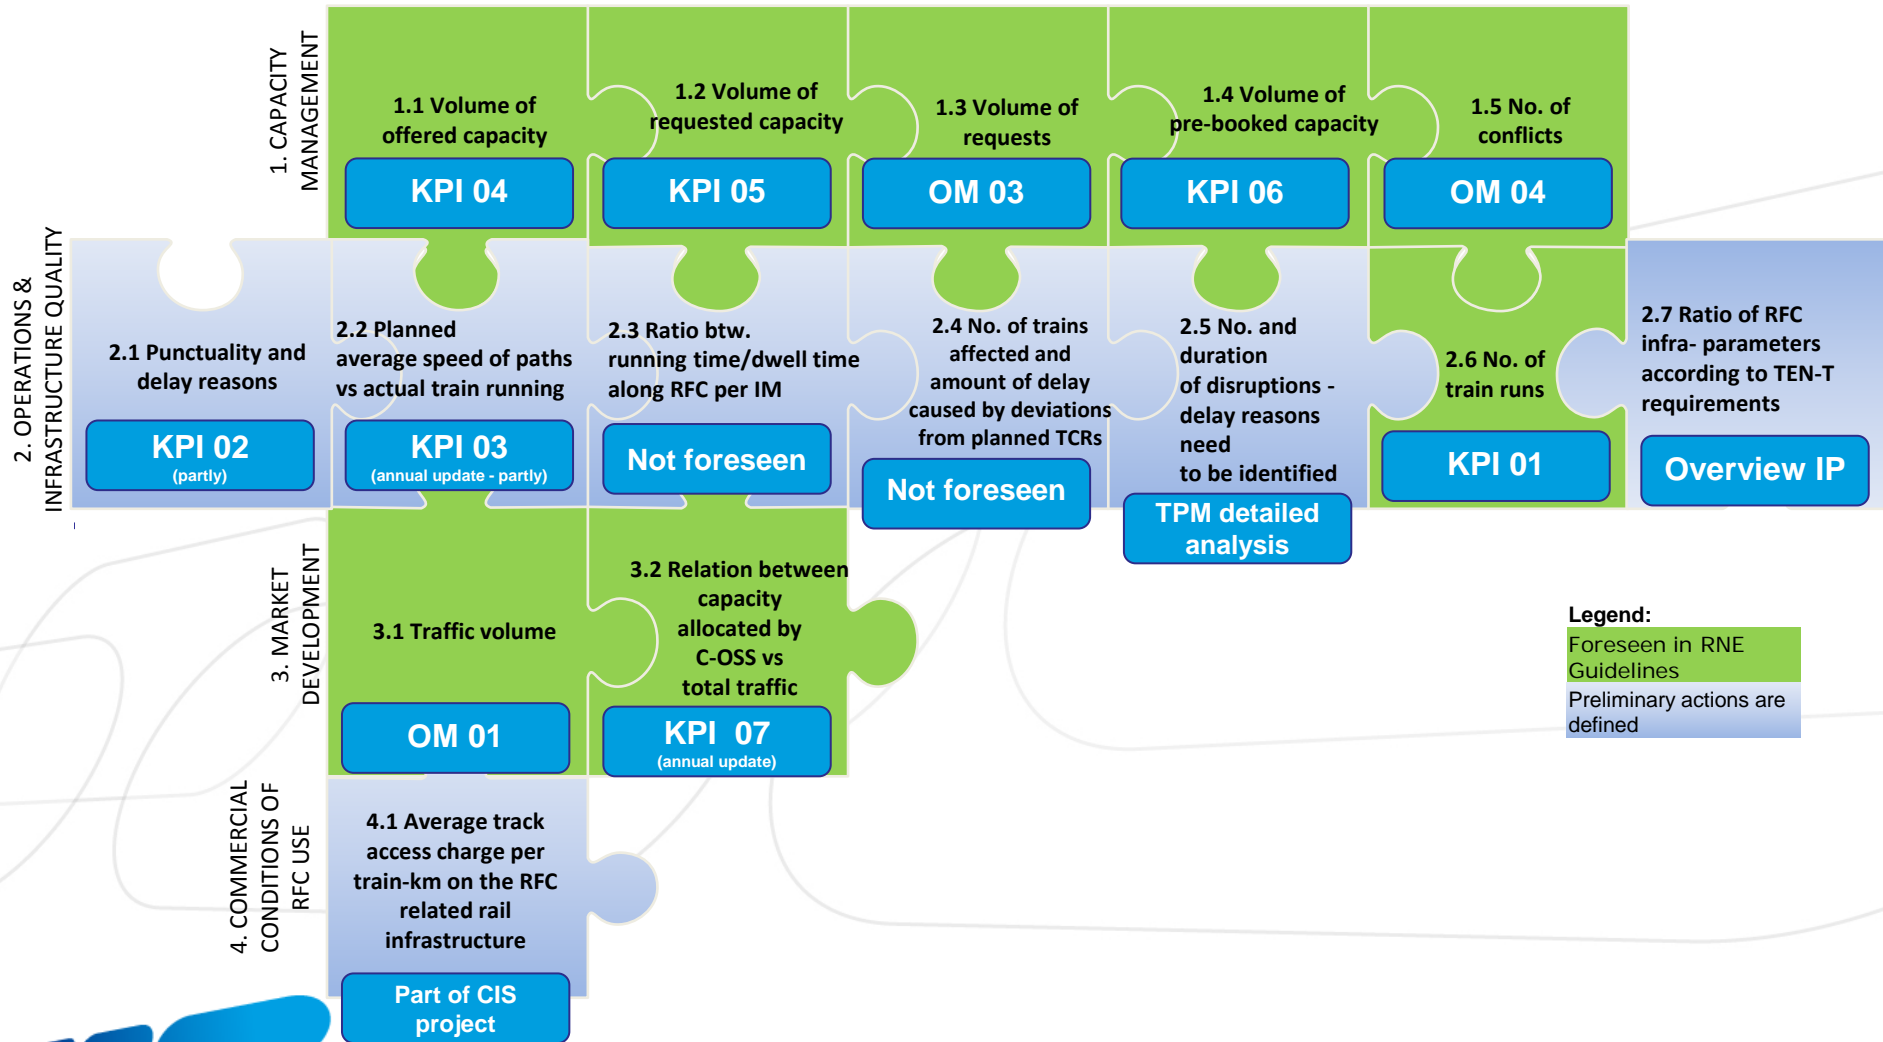 1. CAPACITY
MANAGEMENT
1.1 Volume of
offered capacity
KPI 04
1.2 Volume of
requested capacity
KPI 05
1.3 Volume of
requests
OM 03
1.4 Volume of
pre-booked capacity
KPI 06
1.5 No. of
conflicts
OM 04
2. OPERATIONS &
INFRASTRUCTURE QUALITY
2.1 Punctuality and
delay reasons
KPI 02
(partly)
2.2 Planned
average speed of paths
vs actual train running
KPI 03
(annual update - partly)
2.3 Ratio btw.
running time/dwell time
along RFC per IM
Not foreseen
2.4 No. of trains
affected and
amount of delay
caused by deviations
from planned TCRs
Not foreseen
2.5 No. and
duration
of disruptions -
delay reasons
need
to be identified
TPM detailed
analysis
2.6 No. of
train runs
KPI 01
2.7 Ratio of RFC
infra- parameters
according to TEN-T
requirements
Overview IP
3. MARKET
DEVELOPMENT
3.1 Traffic volume
OM 01
3.2 Relation between
capacity
allocated by
C-OSS vs
total traffic
KPI 07
(annual update)
Legend:
Foreseen in RNE
Guidelines
Preliminary actions are
defined
4. COMMERCIAL
CONDITIONS OF
RFC USE
4.1 Average track
access charge per
train-km on the RFC
related rail
infrastructure
Part of CIS
project